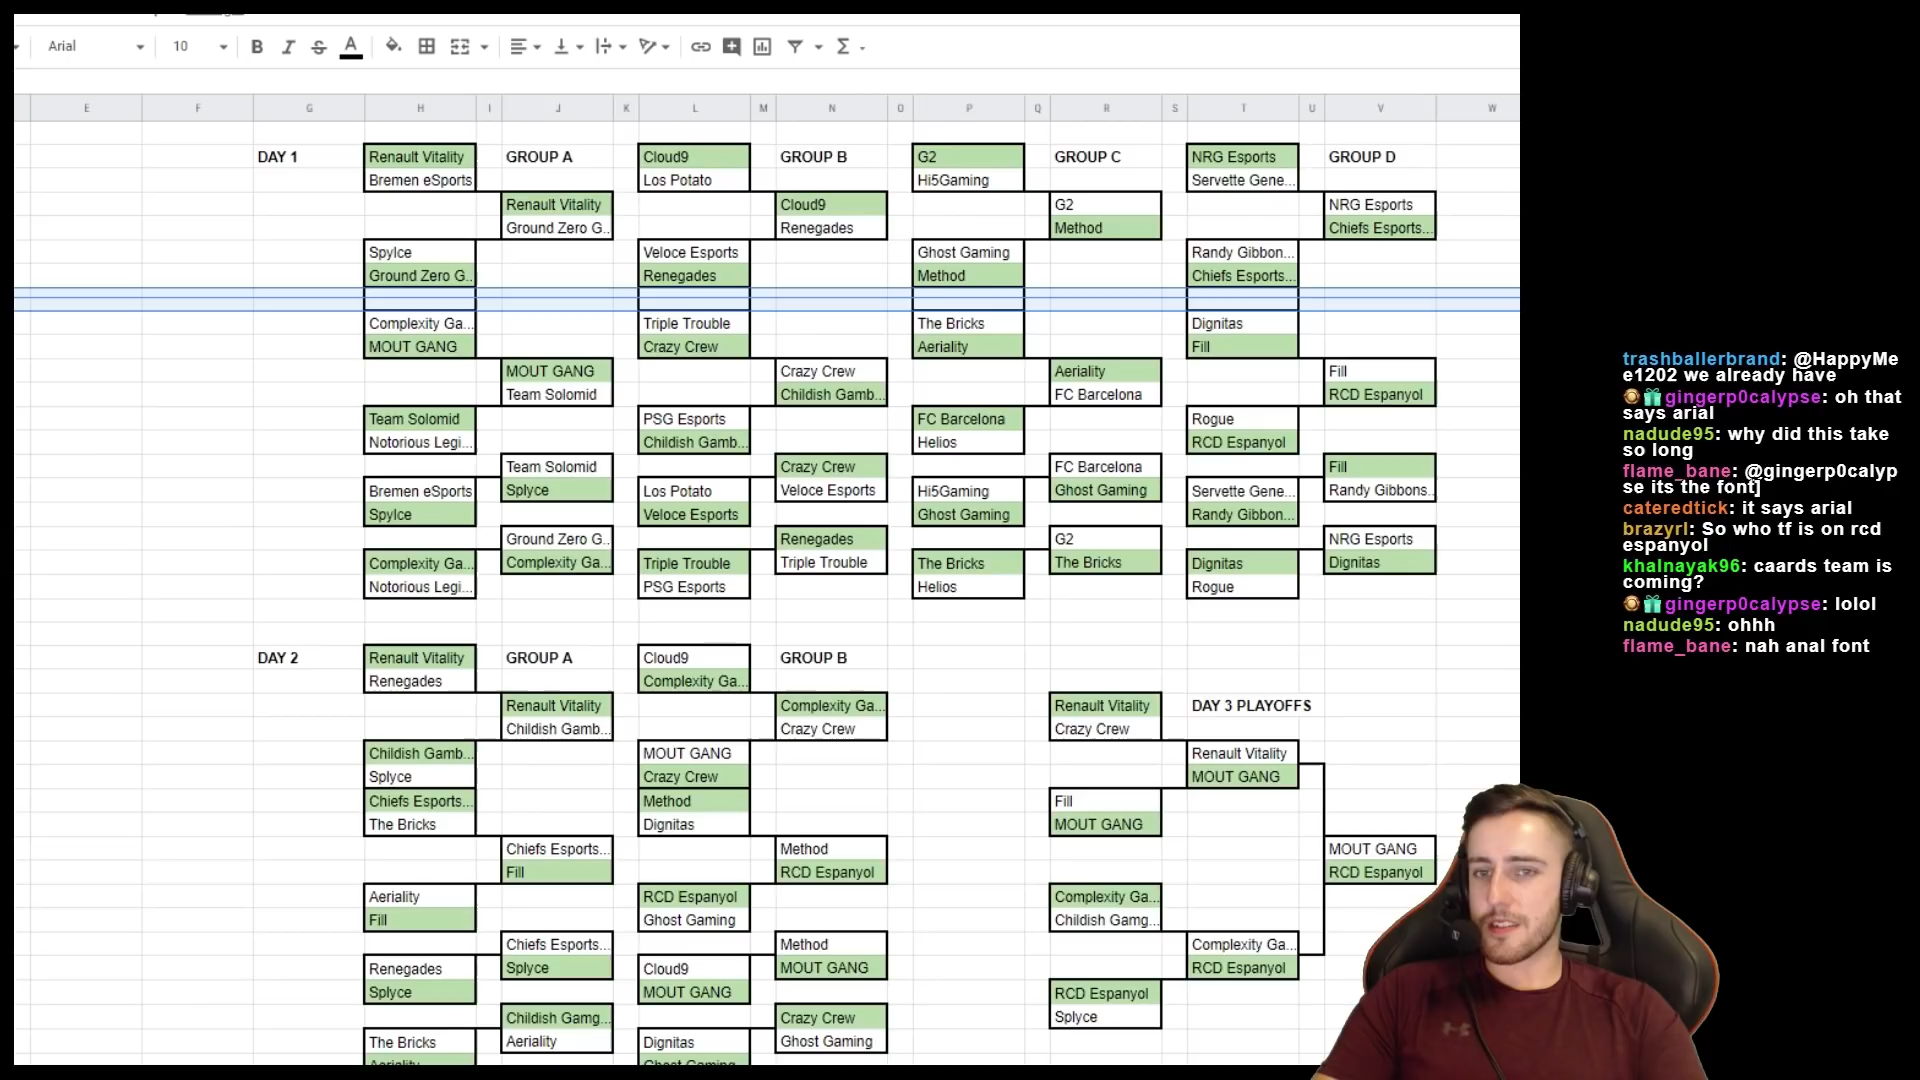 Arial
10
B
I
S
A
E F G H I J K L M N O P Q R S T U V W
DAY 1
Renault Vitality
GROUP A
Cloud9
GROUP B
G2
GROUP C
NRG Esports
GROUP D
Bremen eSports
Los Potato
Hi5Gaming
Servette Gene...
Renault Vitality
Cloud9
G2
NRG Esports
Ground Zero G..
Renegades
Method
Chiefs Esports...
Spylce
Veloce Esports
Ghost Gaming
Randy Gibbon...
Ground Zero G..
Renegades
Method
Chiefs Esports...
Complexity Ga...
Triple Trouble
The Bricks
Dignitas
MOUT GANG
Crazy Crew
Aeriality
Fill
MOUT GANG
Crazy Crew
Aeriality
Fill
Team Solomid
Childish Gamb...
FC Barcelona
RCD Espanyol
Team Solomid
PSG Esports
FC Barcelona
Rogue
Notorious Legi...
Childish Gamb...
Helios
RCD Espanyol
Team Solomid
Crazy Crew
FC Barcelona
Fill
Splyce
Veloce Esports
Ghost Gaming
Randy Gibbons..
Bremen eSports
Los Potato
Hi5Gaming
Servette Gene...
Spylce
Veloce Esports
Ghost Gaming
Randy Gibbon...
Ground Zero G..
Renegades
G2
NRG Esports
Complexity Ga...
Triple Trouble
The Bricks
Dignitas
Complexity Ga...
Triple Trouble
The Bricks
Dignitas
Notorious Legi...
PSG Esports
Helios
Rogue
DAY 2
Renault Vitality
GROUP A
Cloud9
GROUP B
Renegades
Complexity Ga...
Renault Vitality
Complexity Ga...
Childish Gamb...
Crazy Crew
Childish Gamb...
MOUT GANG
Splyce
Crazy Crew
Chiefs Esports...
Method
The Bricks
Dignitas
Chiefs Esports...
Method
Fill
RCD Espanyol
Aeriality
RCD Espanyol
Fill
Ghost Gaming
Chiefs Esports...
Method
Splyce
MOUT GANG
Renegades
Cloud9
Splyce
MOUT GANG
Childish Gamg...
Crazy Crew
Aeriality
Ghost Gaming
The Bricks
Dignitas
Aeriality
Ghost Gaming
Renault Vitality
DAY 3 PLAYOFFS
Crazy Crew
Renault Vitality
MOUT GANG
Fill
MOUT GANG
MOUT GANG
RCD Espanyol
Complexity Ga...
Childish Gamg...
Complexity Ga...
RCD Espanyol
RCD Espanyol
Splyce
trashballerbrand: @HappyMe
e1202 we already have
gingerp0calypse: oh that
says arial
nadude95: why did this take
so long
flame_bane: @gingerp0calyp
se its the font]
cateredtick: it says arial
brazyrl: So who tf is on rcd
espanyol
khalnayak96: caards team is
coming?
gingerp0calypse: lolol
nadude95: ohhh
flame_bane: nah anal font